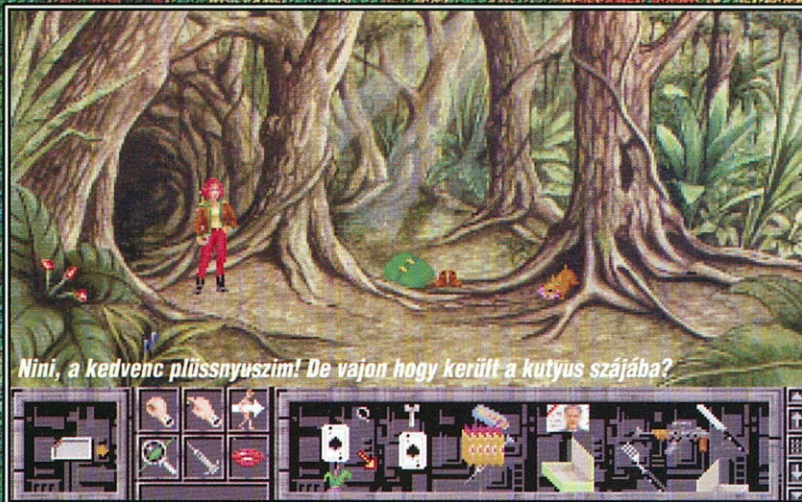 Nini, a kedvenc plüssnyuszim! De vajon hogy került a kutyus szájába?